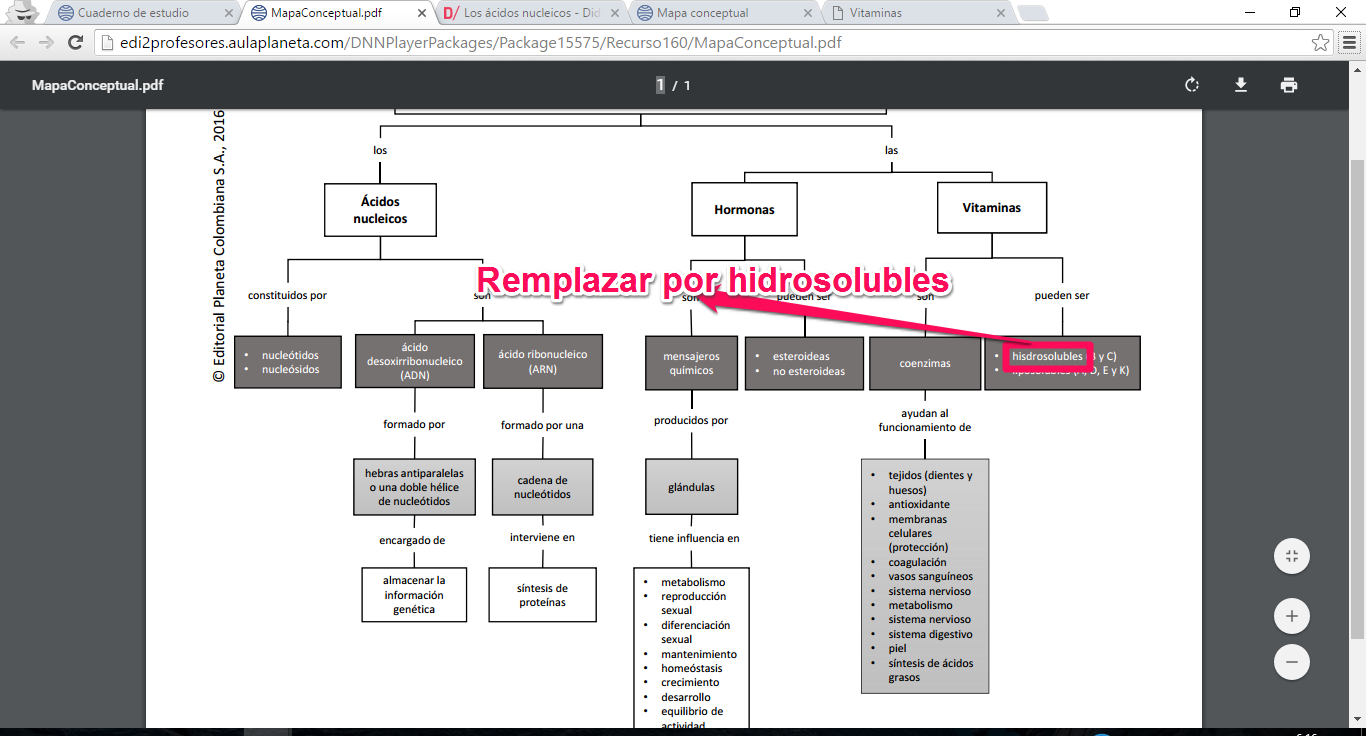 Cuaderno de estudio
MapaConceptual.pdf
Los ácidos nucleicos - Did
Mapa conceptual
Vitaminas
edi2profesores.aulaplaneta.com/DNNPlayerPackages/Package15575/Recurso160/MapaConceptual.pdf
MapaConceptual.pdf
1 / 1
© Editorial Planeta Colombiana S.A., 2016
los
las
Ácidos
nucleicos
Hormonas
Vitaminas
Remplazar por hidrosolubles
constituidos por
son
son
pueden ser
son
pueden ser
• nucleótidos
• nucleósidos
ácido
desoxirribonucleico
(ADN)
ácido ribonucleico
(ARN)
mensajeros
químicos
• esteroideas
• no esteroideas
coenzimas
• hisdrosolubles (B y C)
• liposolubles (A, D, E y K)
formado por
formado por una
producidos por
ayudan al
funcionamiento de
hebras antiparalelas
o una doble hélice
de nucleótidos
cadena de
nucleótidos
glándulas
• tejidos (dientes y
huesos)
• antioxidante
• membranas
celulares
(protección)
• coagulación
• vasos sanguíneos
• sistema nervioso
• metabolismo
• sistema nervioso
• sistema digestivo
• piel
• síntesis de ácidos
grasos
encargado de
interviene en
tiene influencia en
almacenar la
información
genética
síntesis de
proteínas
• metabolismo
• reproducción
sexual
• diferenciación
sexual
• mantenimiento
• homeóstasis
• crecimiento
• desarrollo
• equilibrio de
actividad